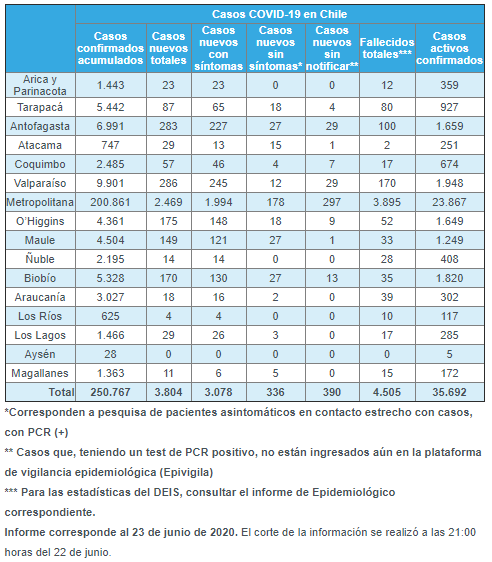 Casos COVID-19 en Chile
Casos confirmados acumulados Casos nuevos totales Casos nuevos con síntomas Casos nuevos sin síntomas* Casos nuevos sin notificar** Fallecidos totales*** Casos activos confirmados
Arica y Parinacota 1.443 23 23 0 0 12 359
Tarapacá 5.442 87 65 18 4 80 927
Antofagasta 6.991 283 227 27 29 100 1.659
Atacama 747 29 13 15 1 2 251
Coquimbo 2.485 57 46 4 7 17 674
Valparaíso 9.901 286 245 12 29 170 1.948
Metropolitana 200.861 2.469 1.994 178 297 3.895 23.867
O'Higgins 4.361 175 148 18 9 52 1.649
Maule 4.504 149 121 27 1 33 1.249
Ñuble 2.195 14 14 0 0 28 408
Biobío 5.328 170 130 27 13 35 1.820
Araucanía 3.027 18 16 2 0 39 302
Los Ríos 625 4 4 0 0 10 117
Los Lagos 1.466 29 26 3 0 17 285
Aysén 28 0 0 0 0 0 5
Magallanes 1.363 11 6 5 0 15 172
Total 250.767 3.804 3.078 336 390 4.505 35.692
*Corresponden a pesquisa de pacientes asintomáticos en contacto estrecho con casos,
con PCR (+)
** Casos que, teniendo un test de PCR positivo, no están ingresados aún en la plataforma
de vigilancia epidemiológica (Epivigila)
*** Para las estadísticas del DEIS, consultar el informe de Epidemiológico
correspondiente.
Informe corresponde al 23 de junio de 2020. El corte de la información se realizó a las 21:00
horas del 22 de junio.